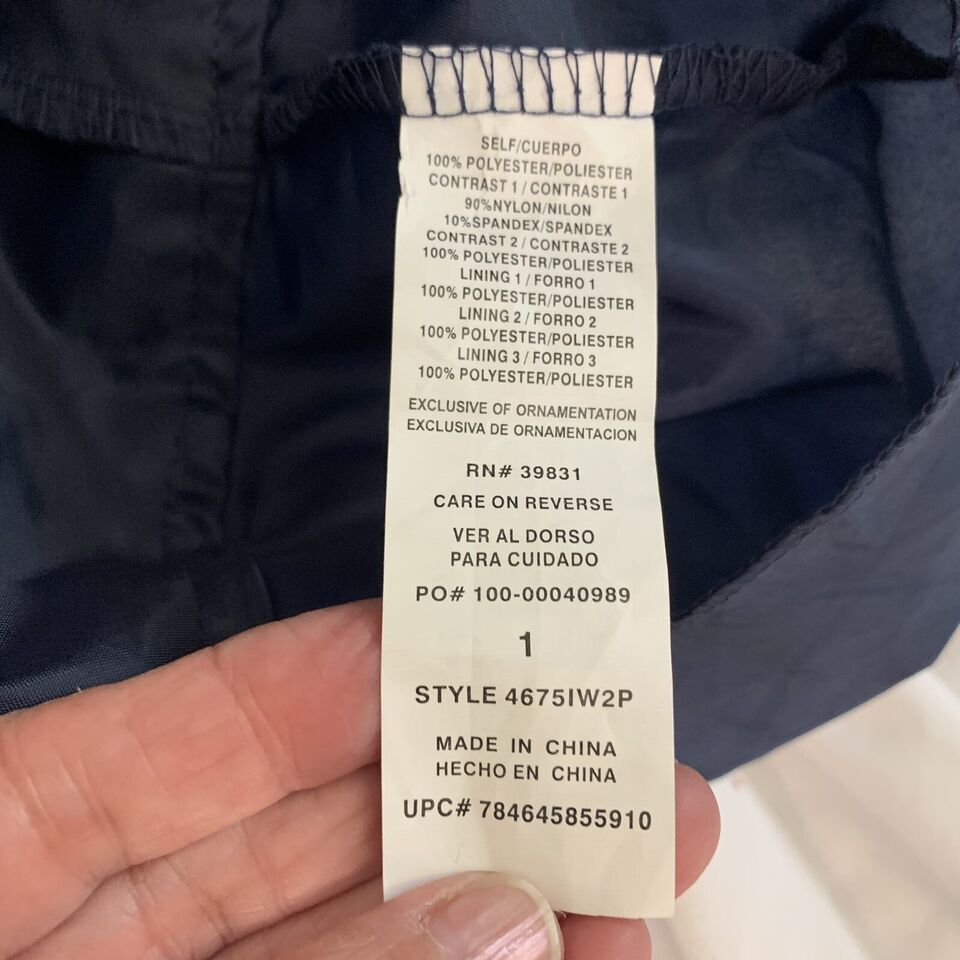 SELF/CUERPO
100% POLYESTER/POLIESTER
CONTRAST 1 / CONTRASTE 1
90%NYLON/NILON
10%SPANDEX/SPANDEX
CONTRAST 2 / CONTRASTE 2
100% POLYESTER/POLIESTER
LINING 1 / FORRO 1
100% POLYESTER/POLIESTER
LINING 2 / FORRO 2
100% POLYESTER/POLIESTER
LINING 3 / FORRO 3
100% POLYESTER/POLIESTER
EXCLUSIVE OF ORNAMENTATION
EXCLUSIVA DE ORNAMENTACION
RN# 39831
CARE ON REVERSE
VER AL DORSO
PARA CUIDADO
PO# 100-00040989
1
STYLE 4675IW2P
MADE IN CHINA
HECHO EN CHINA
UPC# 784645855910